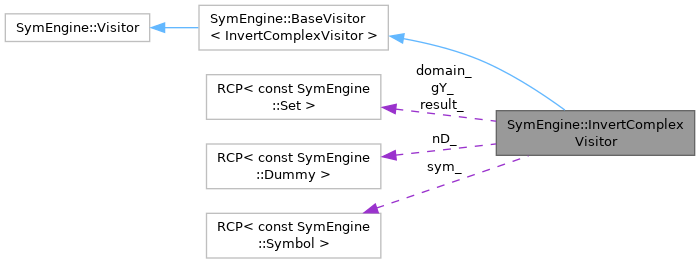 SymEngine::Visitor
SymEngine::BaseVisitor
< InvertComplexVisitor >
RCP< const SymEngine
::Set >
domain_
gY_
result_
SymEngine::InvertComplex
Visitor
RCP< const SymEngine
::Dummy >
nD_
sym_
RCP< const SymEngine
::Symbol >